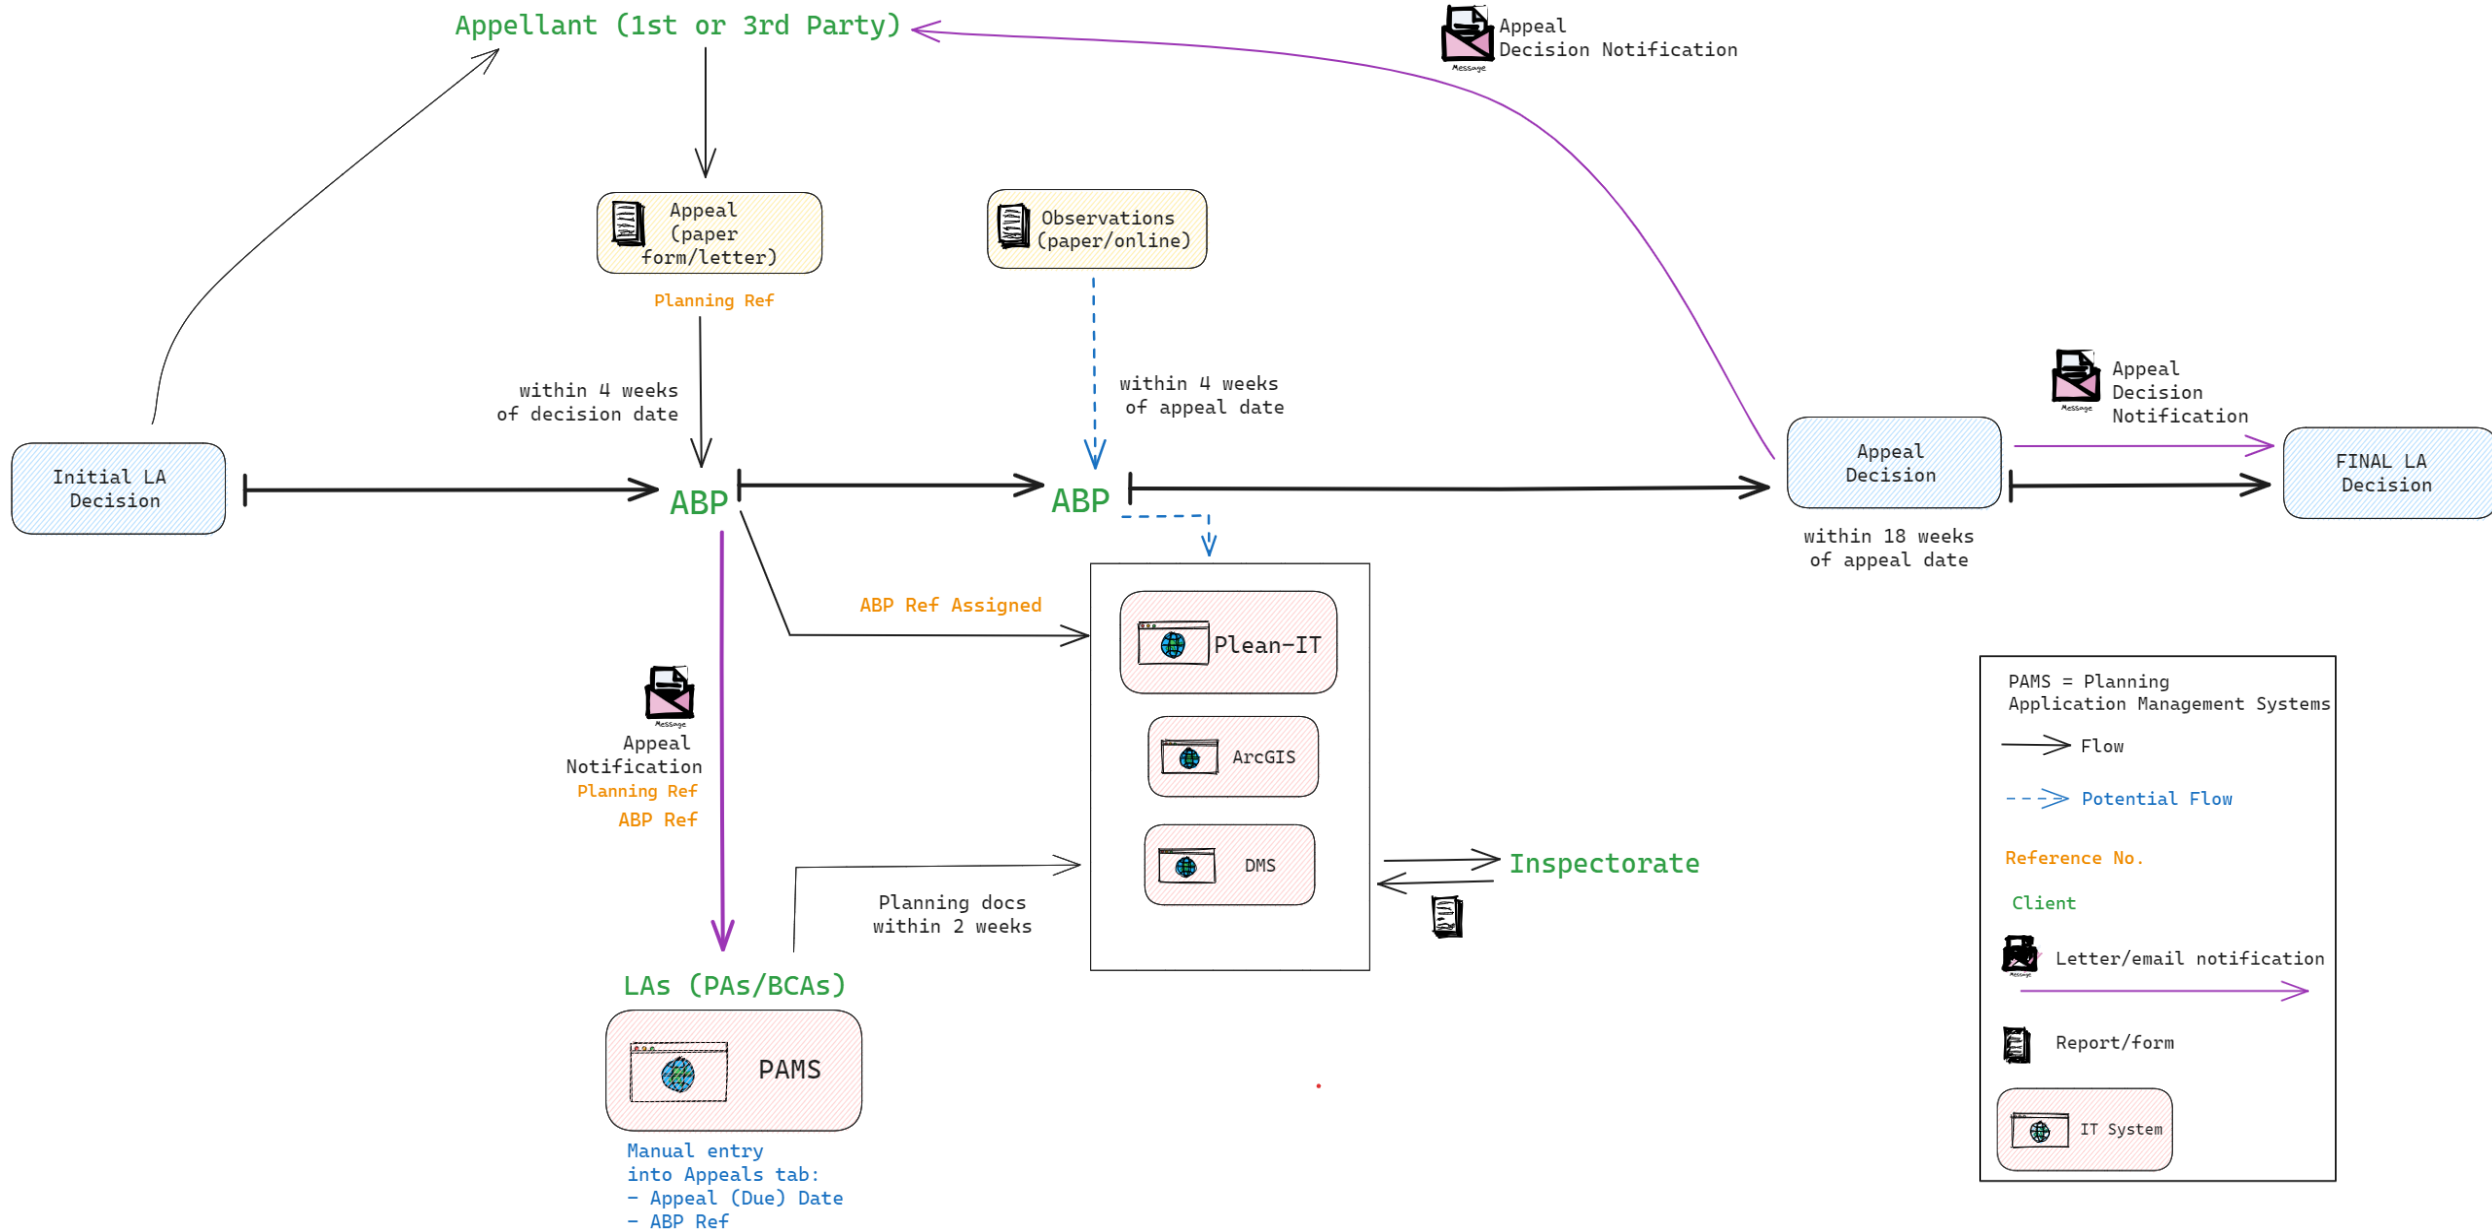 Appellant (1st or 3rd Party)
Message
Appeal
Decision Notification
Appeal
(paper
form/letter)
Planning Ref
Observations
(paper/online)
within 4 weeks
of decision date
within 4 weeks
of appeal date
Initial LA
Decision
ABP
ABP
Appeal
Decision
within 18 weeks
of appeal date
Message
Appeal
Decision
Notification
FINAL LA
Decision
ABP Ref Assigned
Plean-IT
ArcGIS
DMS
Inspectorate
Message
Appeal
Notification
Planning Ref
ABP Ref
Planning docs
within 2 weeks
LAs (PAs/BCAs)
PAMS
Manual entry
into Appeals tab:
- Appeal (Due) Date
- ABP Ref
PAMS = Planning
Application Management Systems
Flow
Potential Flow
Reference No.
Client
Message
Letter/email notification
Report/form
IT System